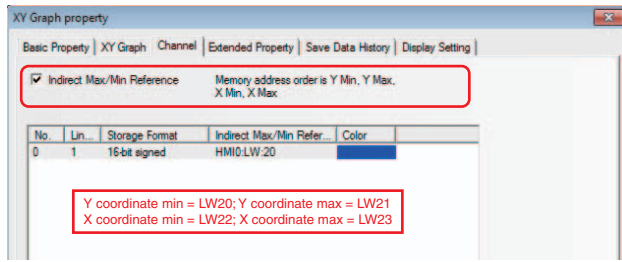 XY Graph property
Basic Property XY Graph Channel Extended Property Save Data History Display Setting
Indirect Max/Min Reference Memory address order is Y Min, Y Max,
X Min, X Max
No. Lin... Storage Format Indirect Max/Min Refer... Color
0 1 16-bit signed HMI0:LW:20
Y coordinate min = LW20; Y coordinate max = LW21
X coordinate min = LW22; X coordinate max = LW23